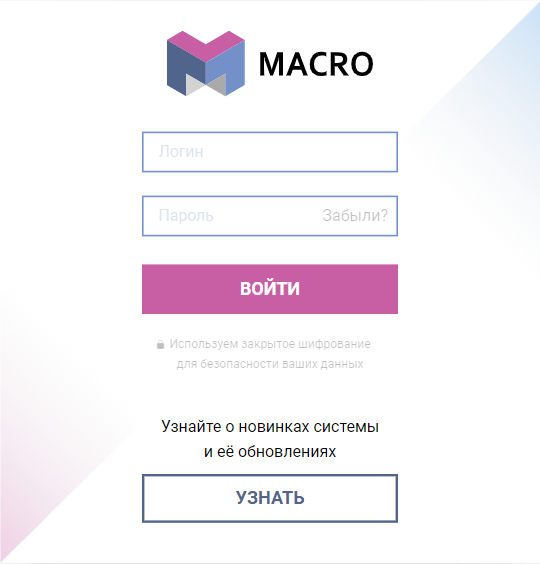 MACRO
Логин
Пароль Забыли?
ВОЙТИ
Используем закрытое шифрование
для безопасности ваших данных
Узнайте о новинках системы
и её обновлениях
УЗНАТЬ